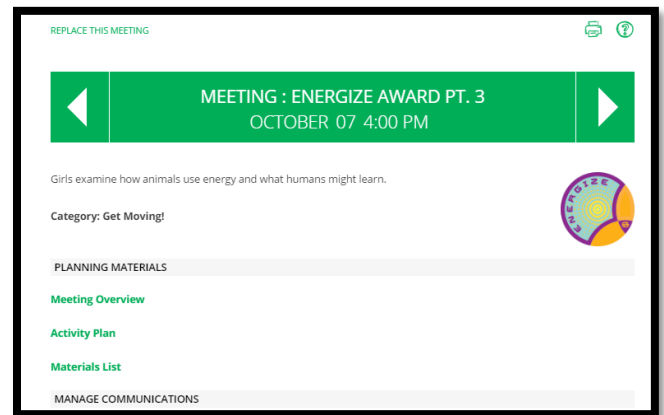 REPLACE THIS MEETING
MEETING : ENERGIZE AWARD PT. 3
OCTOBER 07 4:00 PM
Girls examine how animals use energy and what humans might learn.
ENERGIZE
Category: Get Moving!
PLANNING MATERIALS
Meeting Overview
Activity Plan
Materials List
MANAGE COMMUNICATIONS